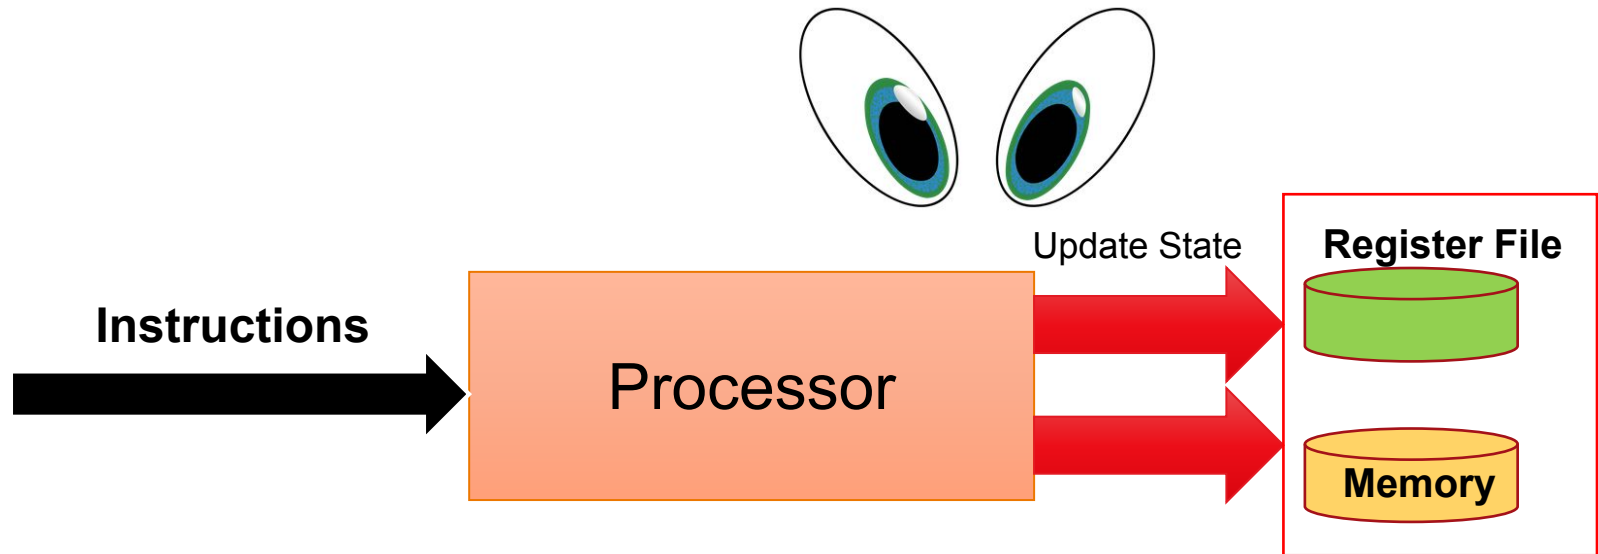 Update State
Register File
Instructions
Processor
Memory